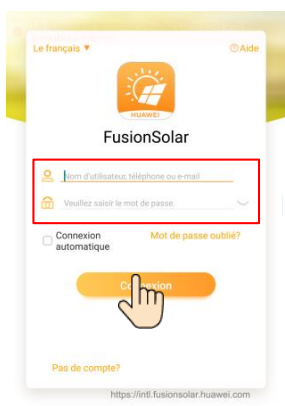 Le français ▼
Aide
HUAWEI
FusionSolar
Nom d'utilisateur, téléphone ou e-mail
Veuillez saisir le mot de passe.
Connexion automatique
Mot de passe oublié?
Connexion
Pas de compte?
https://intl.fusionsolar.huawei.com